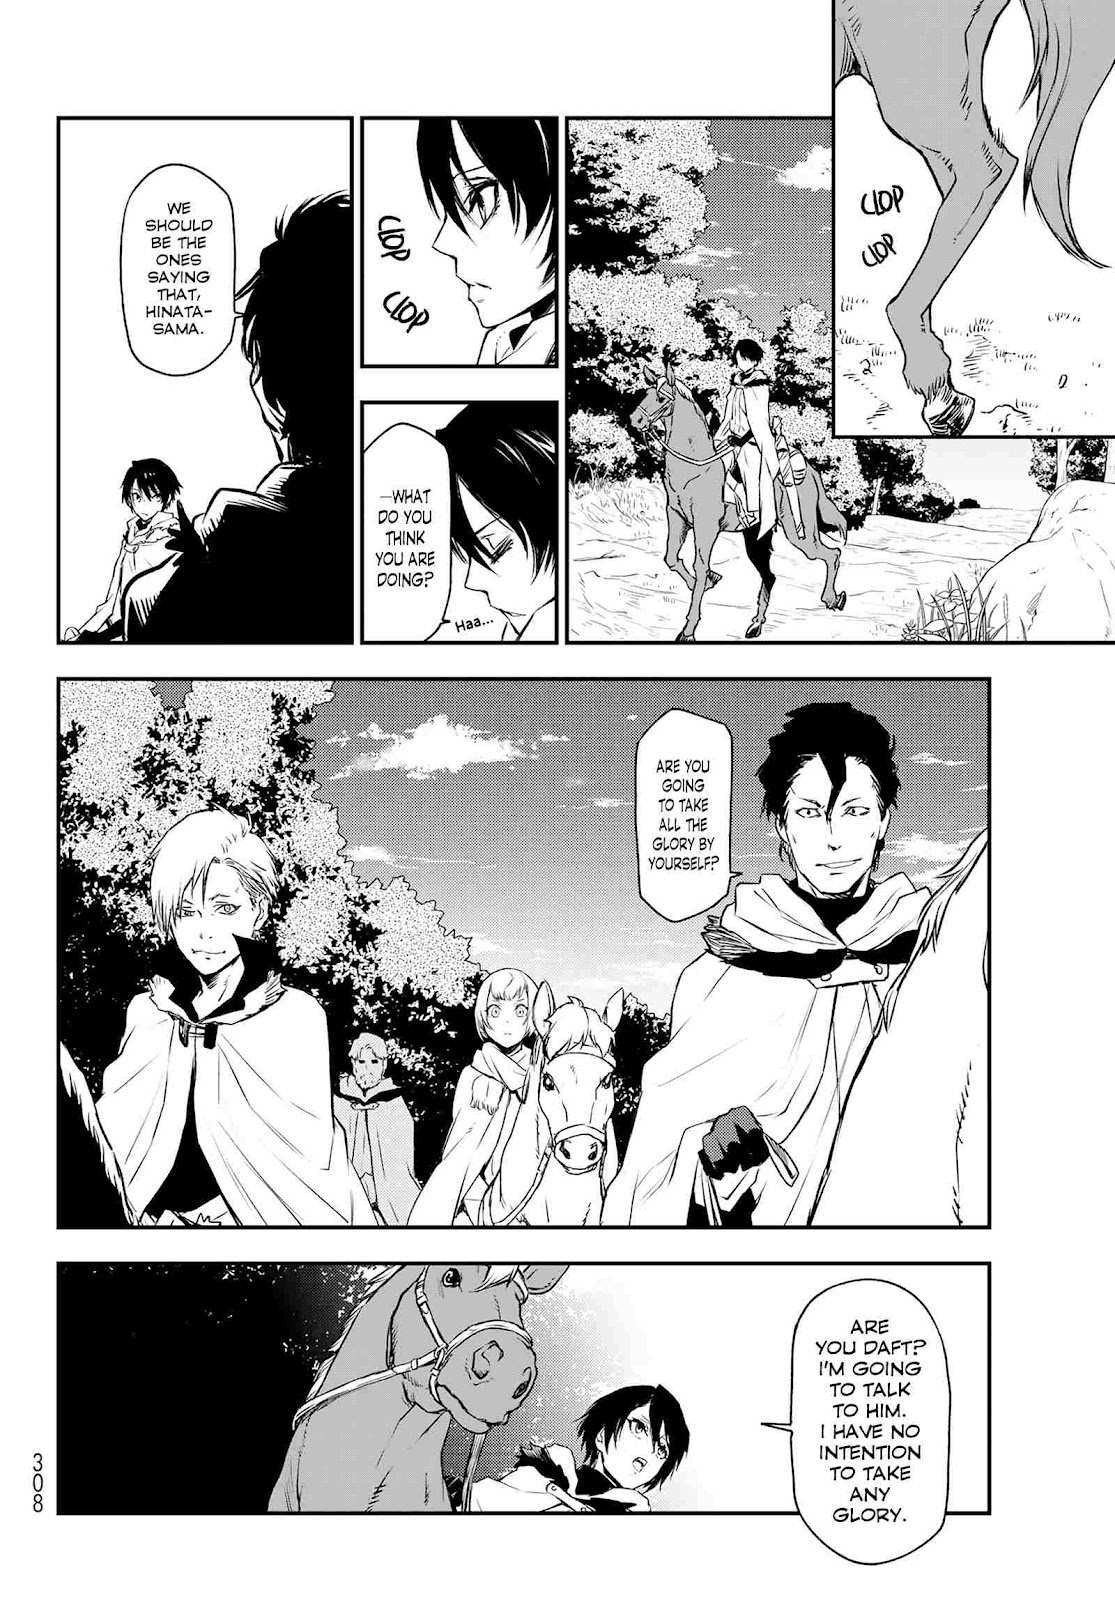 CLOP
CLOP
CLOP
CLOP
—WHAT
DO YOU
THINK
YOU ARE
DOING?
Haa...
WE
SHOULD
BE THE
ONES
SAYING
THAT,
HINATA-
SAMA.
ARE YOU
GOING
TO TAKE
ALL THE
GLORY BY
YOURSELF?
ARE
YOU DAFT?
I'M GOING
TO TALK
TO HIM.
I HAVE NO
INTENTION
TO TAKE
ANY
GLORY.
308